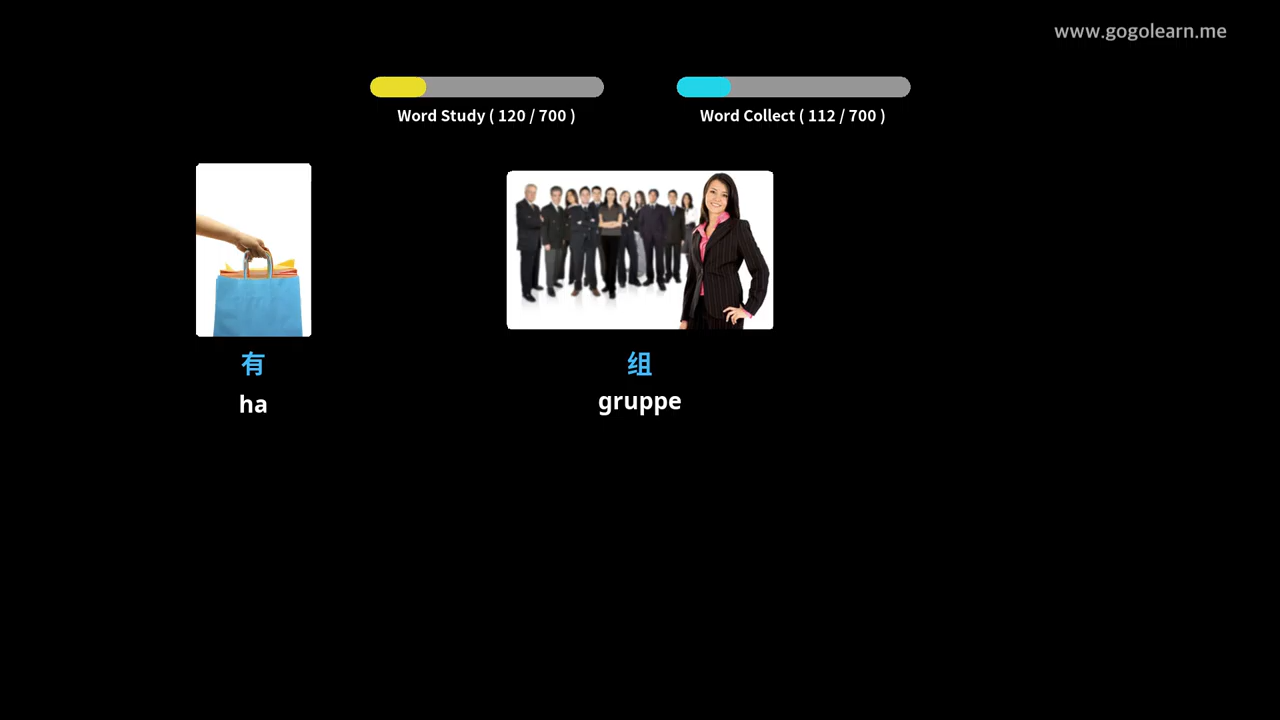 www.gogolearn.me
Word Study ( 120 / 700 )
Word Collect ( 112 / 700 )
有
ha
组
gruppe